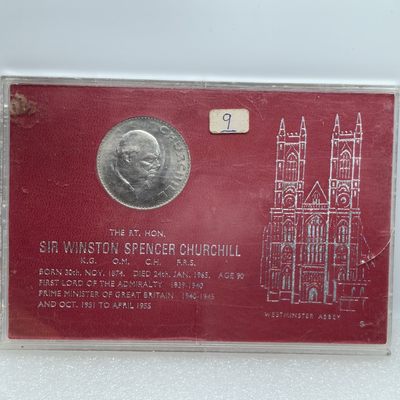 CHURCHILL
9
THE RT. HON.
SIR WINSTON SPENCER CHURCHILL
K.G. O.M. C.H. F.R.S.
BORN 30th. NOV. 1874. DIED 24th. JAN. 1965. AGE 90
FIRST LORD OF THE ADMIRALTY 1939-1940
PRIME MINISTER OF GREAT BRITAIN 1940-1945
AND OCT. 1951 TO APRIL 1955
WESTMINSTER ABBEY
S